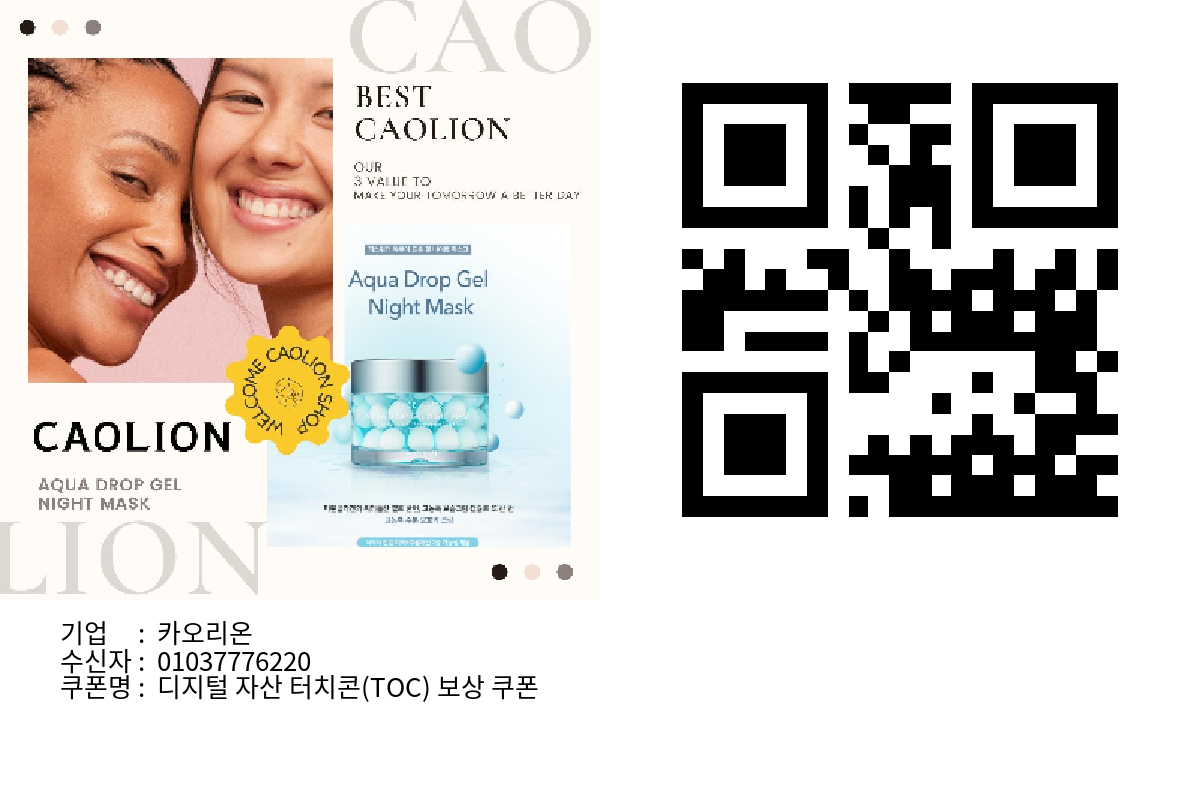 CAO
BEST
CAOLION
OUR
3 VALUE TO
MAKE YOUR TOMORROW A BETTER DAY
Aqua Drop Gel
Night Mask
WELCOME CAOLION SHOP
CAOLION
AQUA DROP GEL
NIGHT MASK
LION
기업 : 카오리온
수신자 : 01037776220
쿠폰명 : 디지털 자산 터치콘(TOC) 보상 쿠폰